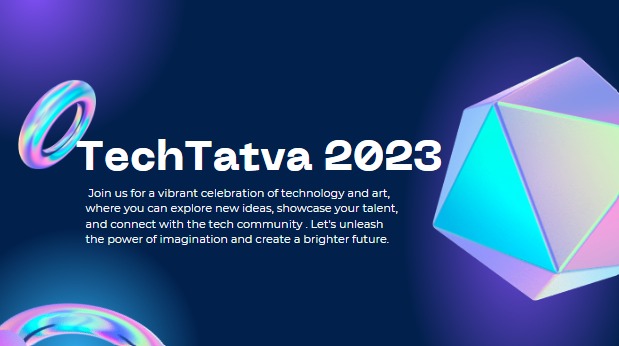 TechTatva 2023
Join us for a vibrant celebration of technology and art,
where you can explore new ideas, showcase your talent,
and connect with the tech community . Let's unleash
the power of imagination and create a brighter future.